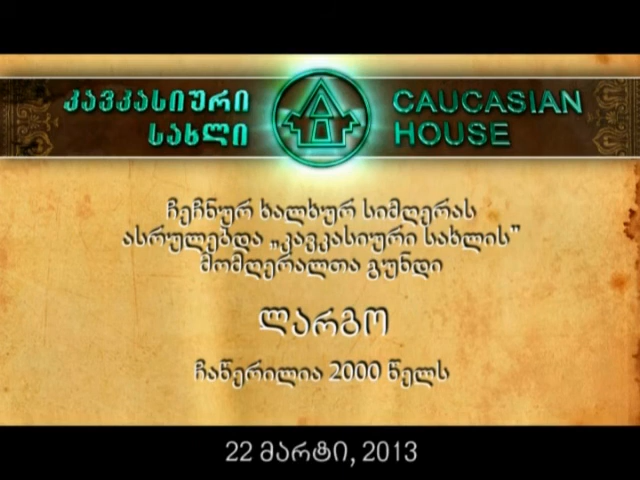 კავკასიური
სახლი
CAUCASIAN
HOUSE
ჩეჩნურ ხალხურ სიმღერას
ასრულებდა „კავკასიური სახლის”
მომღერალთა გუნდი
ლარგო
ჩაწერილია 2000 წელს
22 მარტი, 2013